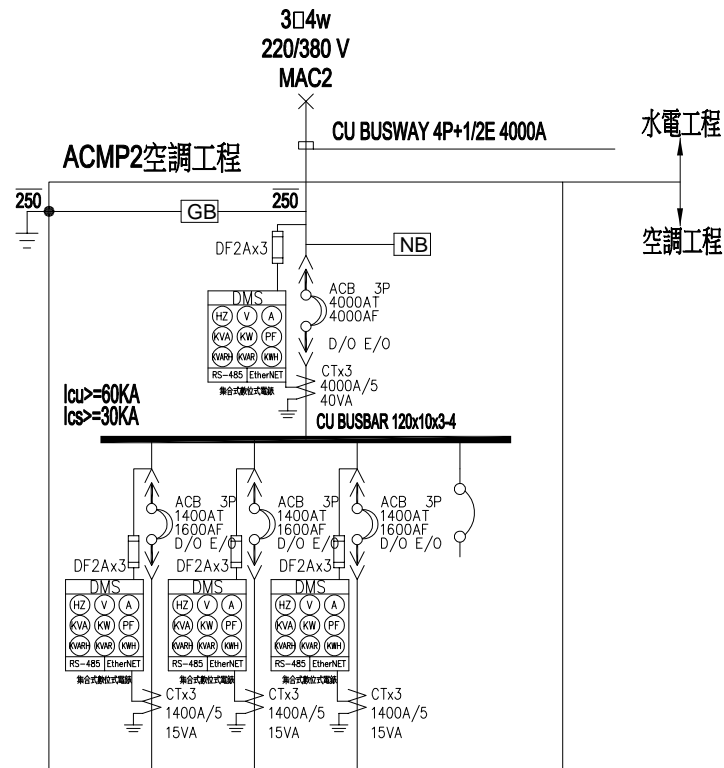 3□4w
220/380 V
MAC2
CU BUSWAY 4P+1/2E 4000A
水電工程
ACMP2空調工程
250
GB
250
空調工程
NB
DF2Ax3
ACB 3P
4000AT
4000AF
D/O E/O
DMS
HZ V A
KVA KW PF
KVARH KVAR KWH
RS-485 EtherNET
集合式數位式電錶
CTx3
4000A/5
40VA
Icu>=60KA
Ics>=30KA
CU BUSBAR 120x10x3-4
ACB 3P
1400AT
1600AF
D/O E/O
ACB 3P
1400AT
1600AF
D/O E/O
ACB 3P
1400AT
1600AF
D/O E/O
DF2Ax3
DF2Ax3
DF2Ax3
DMS
HZ V A
KVA KW PF
KVARH KVAR KWH
RS-485 EtherNET
集合式數位式電錶
DMS
HZ V A
KVA KW PF
KVARH KVAR KWH
RS-485 EtherNET
集合式數位式電錶
DMS
HZ V A
KVA KW PF
KVARH KVAR KWH
RS-485 EtherNET
集合式數位式電錶
CTx3
1400A/5
15VA
CTx3
1400A/5
15VA
CTx3
1400A/5
15VA